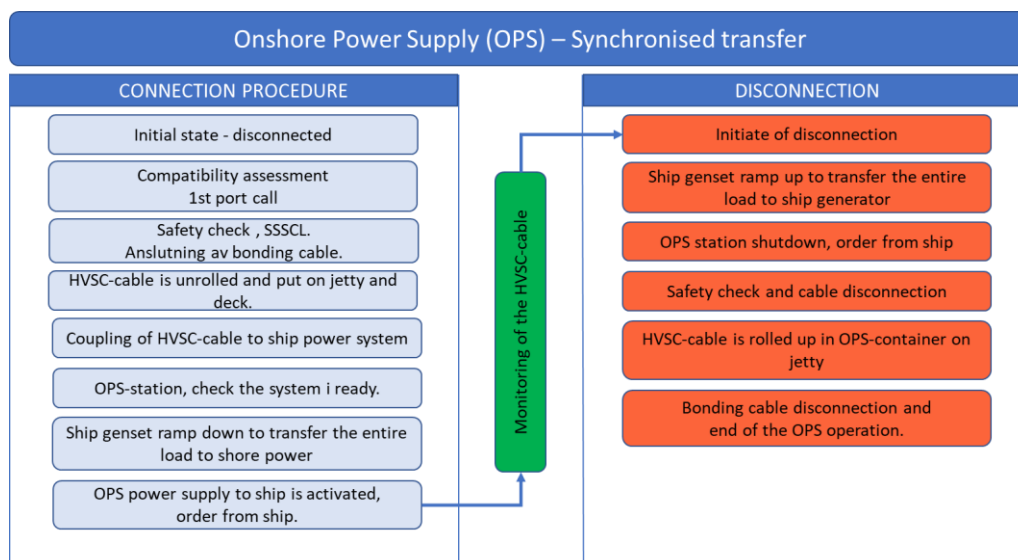 Onshore Power Supply (OPS) – Synchronised transfer
CONNECTION PROCEDURE
Initial state - disconnected
Compatibility assessment
1st port call
Safety check , SSSCL.
Anslutning av bonding cable.
HVSC-cable is unrolled and put on jetty and
deck.
Coupling of HVSC-cable to ship power system
OPS-station, check the system i ready.
Ship genset ramp down to transfer the entire
load to shore power
OPS power supply to ship is activated,
order from ship.
Monitoring of the HVSC-cable
DISCONNECTION
Initiate of disconnection
Ship genset ramp up to transfer the entire
load to ship generator
OPS station shutdown, order from ship
Safety check and cable disconnection
HVSC-cable is rolled up in OPS-container on
jetty
Bonding cable disconnection and
end of the OPS operation.